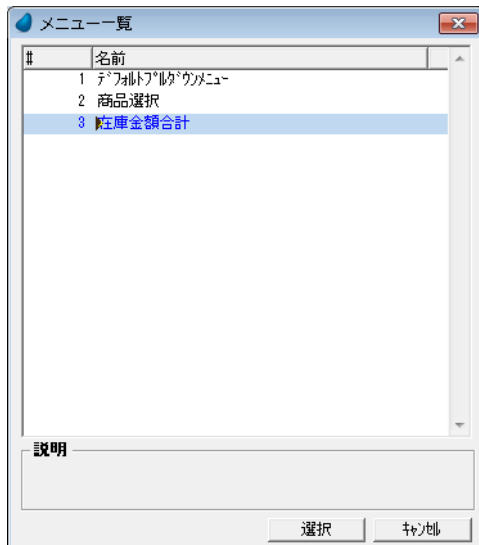 メニュー一覧
# 名前
1 ﾃﾞﾌｫﾙﾄﾌﾟﾙﾀﾞｳﾝﾒﾆｭｰ
2 商品選択
3 在庫金額合計
説明
選択 ｷｬﾝｾﾙ